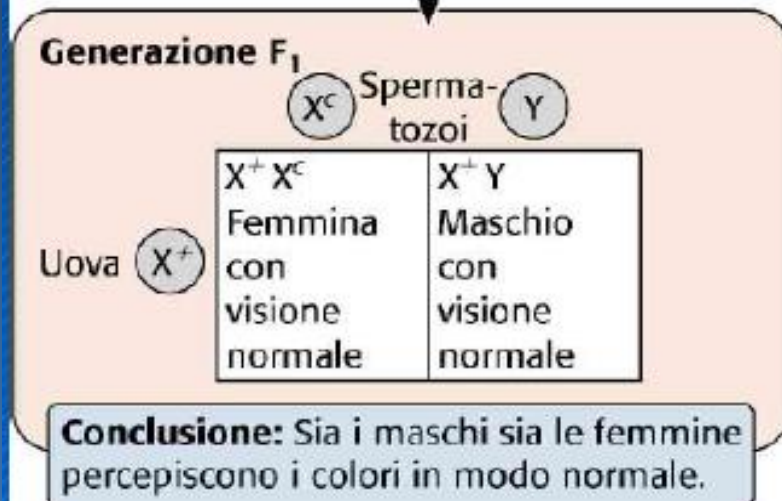 Generazione F₁
Xᶜ Sperma- Y
tozoi
X⁺ Xᶜ X⁺ Y
Femmina Maschio
Uova X⁺ con con
visione visione
normale normale
Conclusione: Sia i maschi sia le femmine
percepiscono i colori in modo normale.